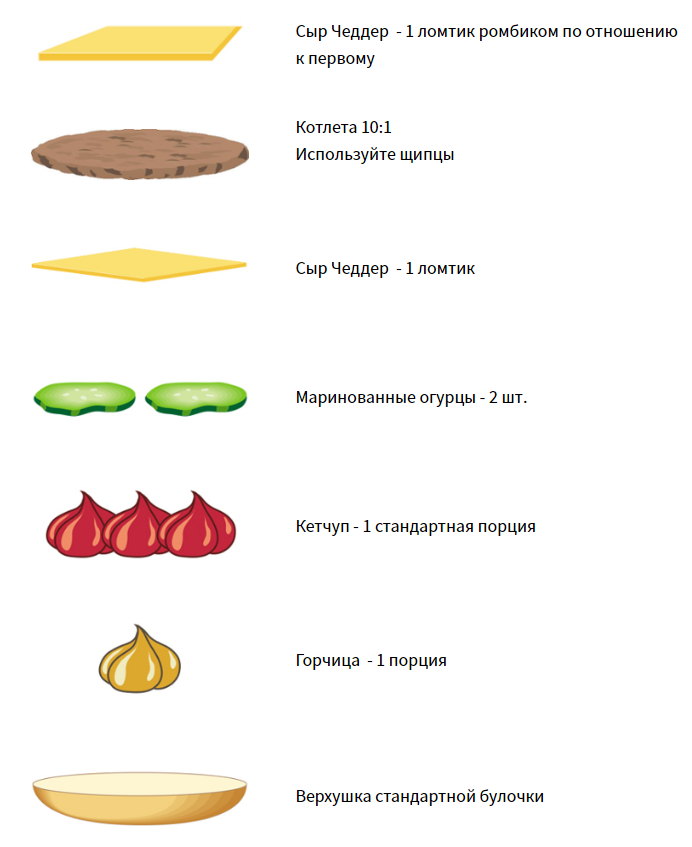 Сыр Чеддер  - 1 ломтик ромбиком по отношению
к первому
Котлета 10:1
Используйте щипцы
Сыр Чеддер  - 1 ломтик
Маринованные огурцы - 2 шт.
Кетчуп - 1 стандартная порция
Горчица  - 1 порция
Верхушка стандартной булочки